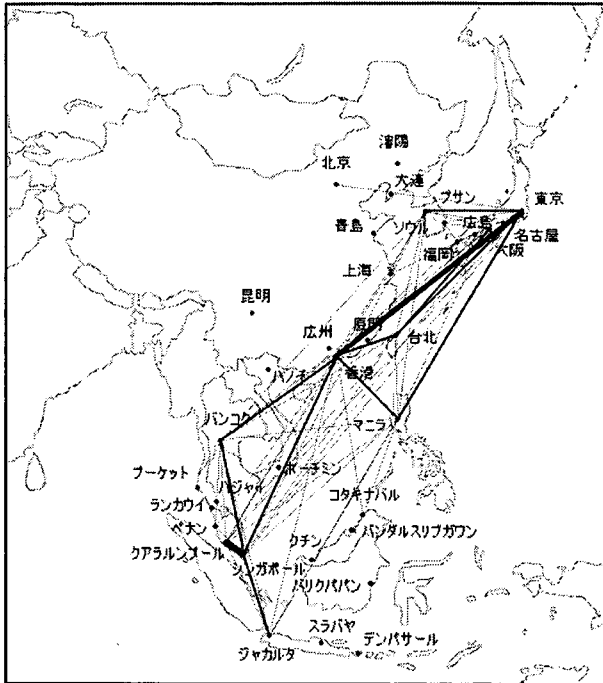 瀋陽
北京
大連
プサン
東京
青島
ソウル
広島
名古屋
福岡
大阪
上海
昆明
広州
厦門
台北
香港
ハノイ
バンコク
マニラ
ホーチミン
プーケット
ハジャイ
コタキナバル
ランカウイ
ペナン
バンダルスリブガワン
クチン
クアラルンプール
シンガポール
バリクパパン
スラバヤ
ジャカルタ
デンパサール